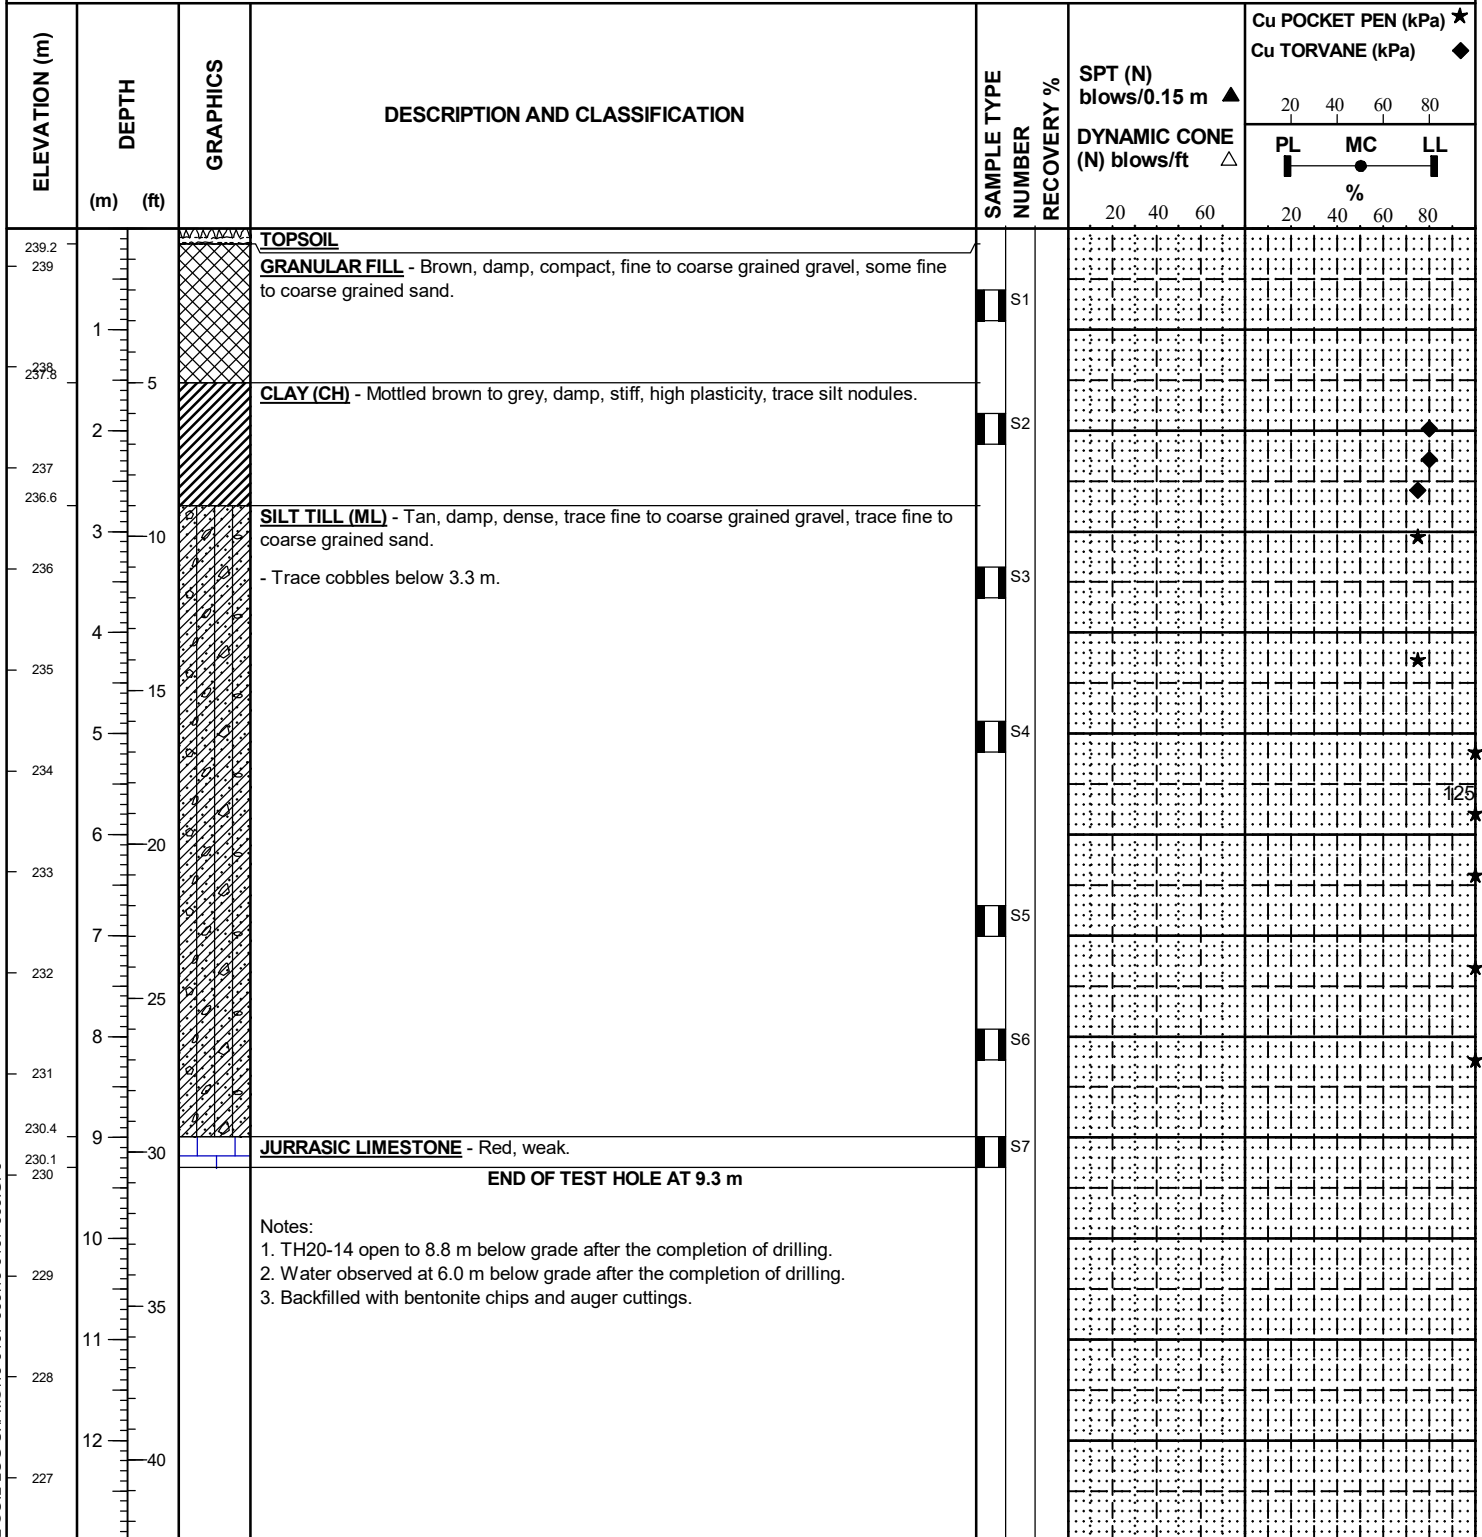 ELEVATION (m)
DEPTH
(m) (ft)
GRAPHICS
DESCRIPTION AND CLASSIFICATION
SAMPLE TYPE
NUMBER
RECOVERY %
SPT (N)
blows/0.15 m
DYNAMIC CONE
(N) blows/ft
20 40 60
Cu POCKET PEN (kPa)
Cu TORVANE (kPa)
20 40 60 80
PL MC LL
%
20 40 60 80
239.2
TOPSOIL
239
GRANULAR FILL - Brown, damp, compact, fine to coarse grained gravel, some fine
to coarse grained sand.
S1
1
238
237.8
5
CLAY (CH) - Mottled brown to grey, damp, stiff, high plasticity, trace silt nodules.
S2
2
237
236.6
SILT TILL (ML) - Tan, damp, dense, trace fine to coarse grained gravel, trace fine to
coarse grained sand.
3
10
- Trace cobbles below 3.3 m.
236
S3
4
235
15
5
S4
234
125
6
20
233
7
S5
232
25
8
S6
231
230.4
9
JURRASIC LIMESTONE - Red, weak.
S7
30
230.1
230
END OF TEST HOLE AT 9.3 m
Notes:
10
1. TH20-14 open to 8.8 m below grade after the completion of drilling.
2. Water observed at 6.0 m below grade after the completion of drilling.
229
3. Backfilled with bentonite chips and auger cuttings.
35
11
228
12
40
227